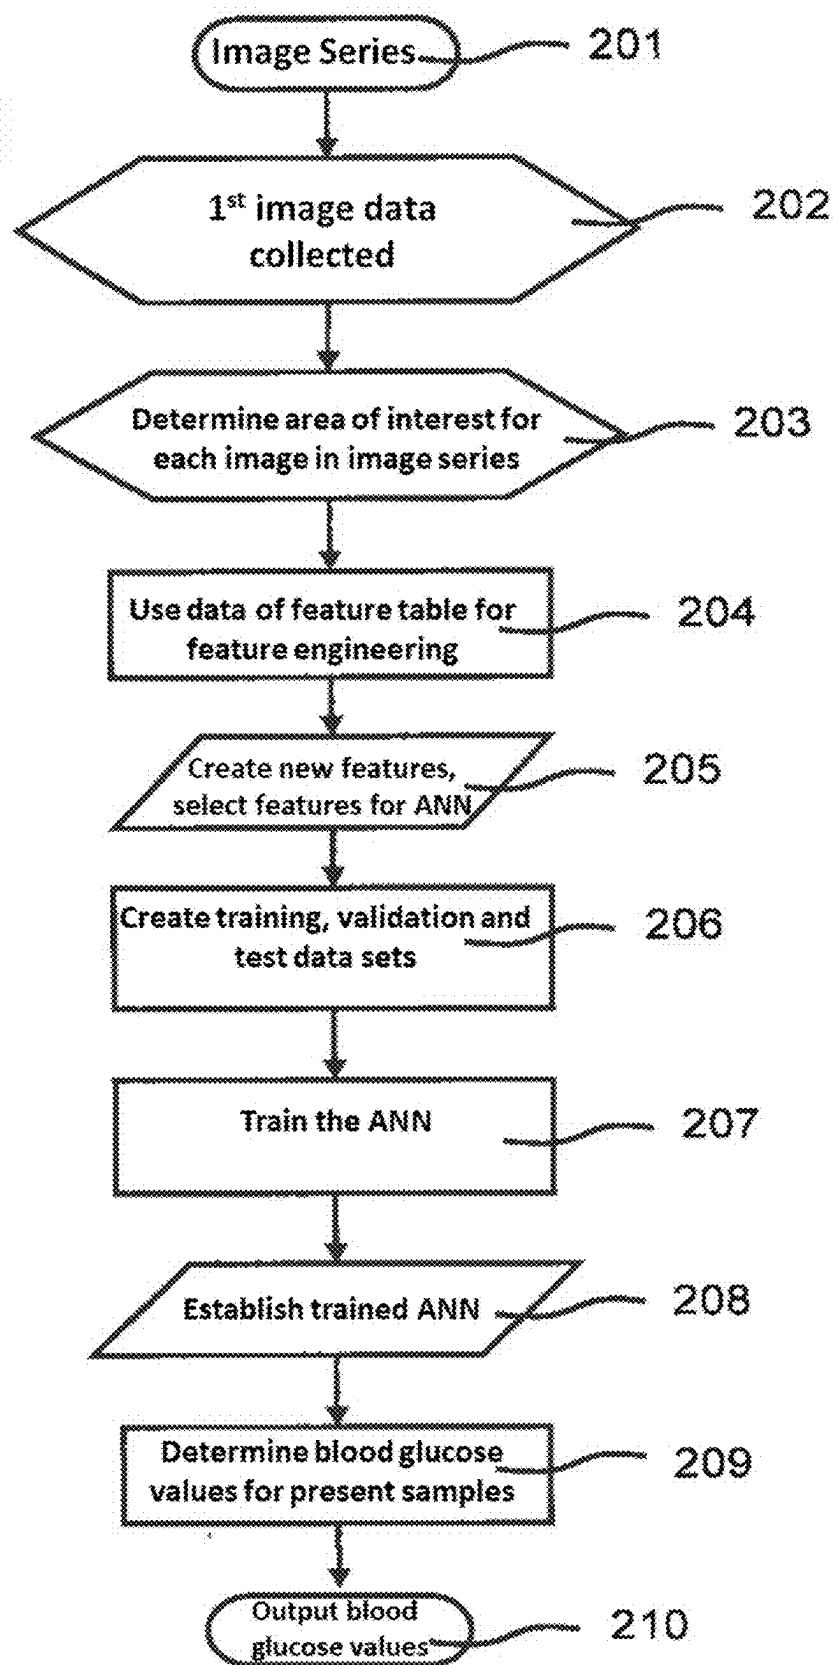 Image Series
201
1st image data
collected
202
Determine area of interest for
each image in image series
203
Use data of feature table for
feature engineering
204
Create new features,
select features for ANN
205
Create training, validation and
test data sets
206
Train the ANN
207
Establish trained ANN
208
Determine blood glucose
values for present samples
209
Output blood
glucose values
210